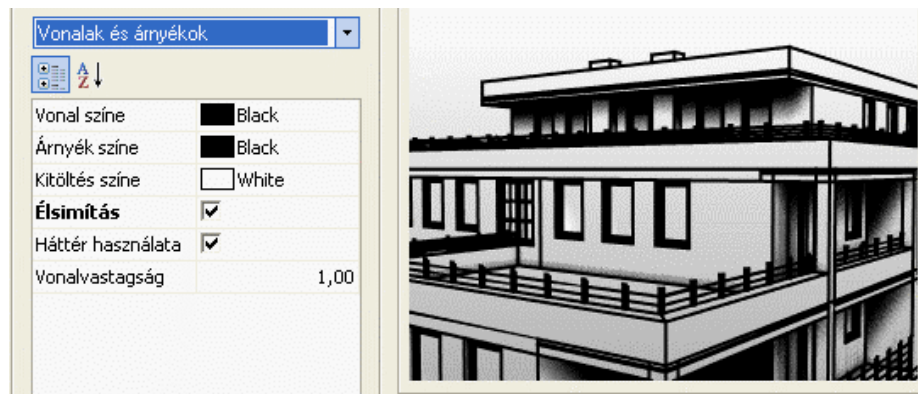 Vonalak és árnyékok
A
Z
Vonal színe Black
Árnyék színe Black
Kitöltés színe White
Élsimítás
Háttér használata
Vonalvastagság 1,00